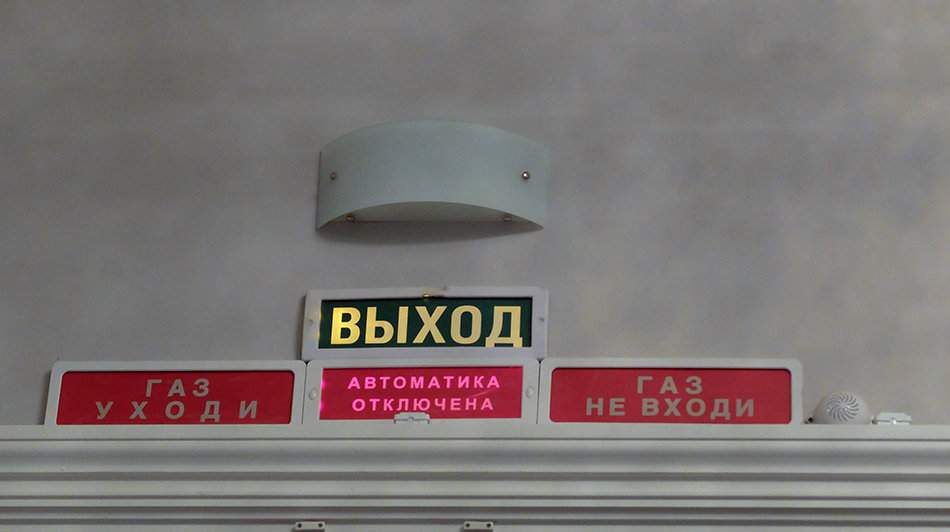 ВЫХОД
ГАЗ
УХОДИ
АВТОМАТИКА
ОТКЛЮЧЕНА
ГАЗ
НЕ ВХОДИ